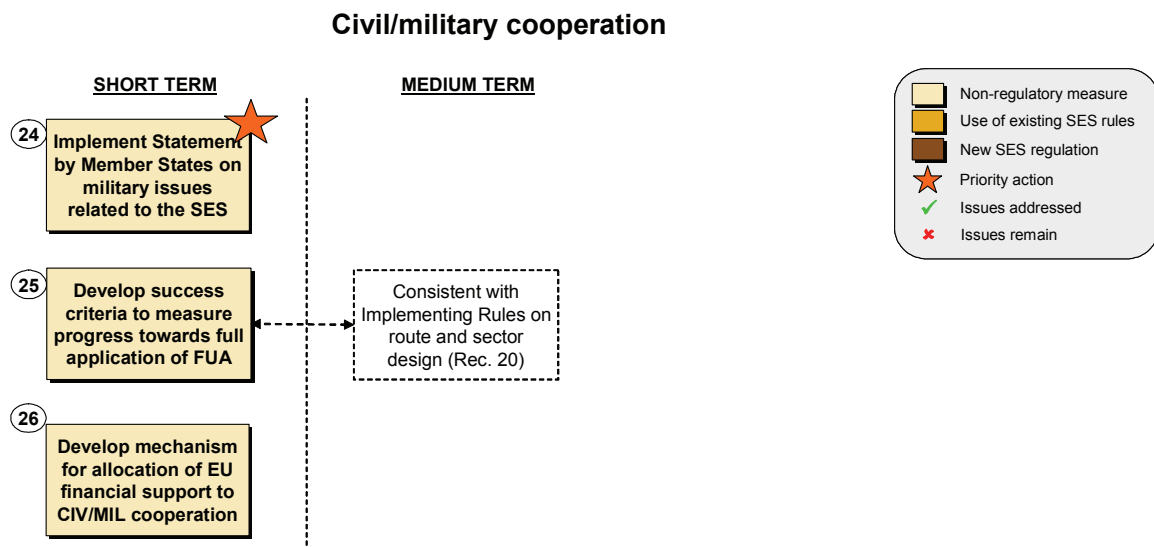 Civil/military cooperation
SHORT TERM
MEDIUM TERM
24
Implement Statement
by Member States on
military issues
related to the SES
25
Develop success
criteria to measure
progress towards full
application of FUA
Consistent with
Implementing Rules on
route and sector
design (Rec. 20)
26
Develop mechanism
for allocation of EU
financial support to
CIV/MIL cooperation
Non-regulatory measure
Use of existing SES rules
New SES regulation
Priority action
Issues addressed
Issues remain